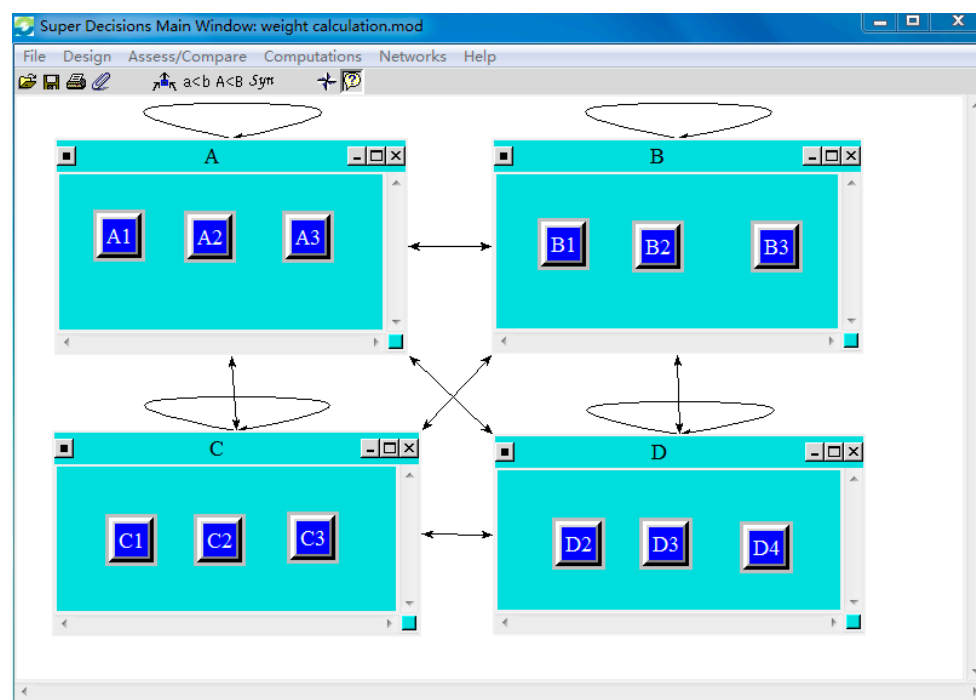 Super Decisions Main Window: weight calculation.mod
File Design Assess/Compare Computations Networks Help
a<b A<B Syn
A
B
A1 A2 A3
B1 B2 B3
C
D
C1 C2 C3
D2 D3 D4